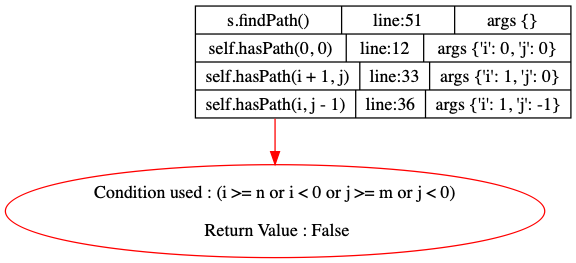 s.findPath() line:51 args {}
self.hasPath(0, 0) line:12 args {'i': 0, 'j': 0}
self.hasPath(i + 1, j) line:33 args {'i': 1, 'j': 0}
self.hasPath(i, j - 1) line:36 args {'i': 1, 'j': -1}
Condition used : (i >= n or i < 0 or j >= m or j < 0)
Return Value : False